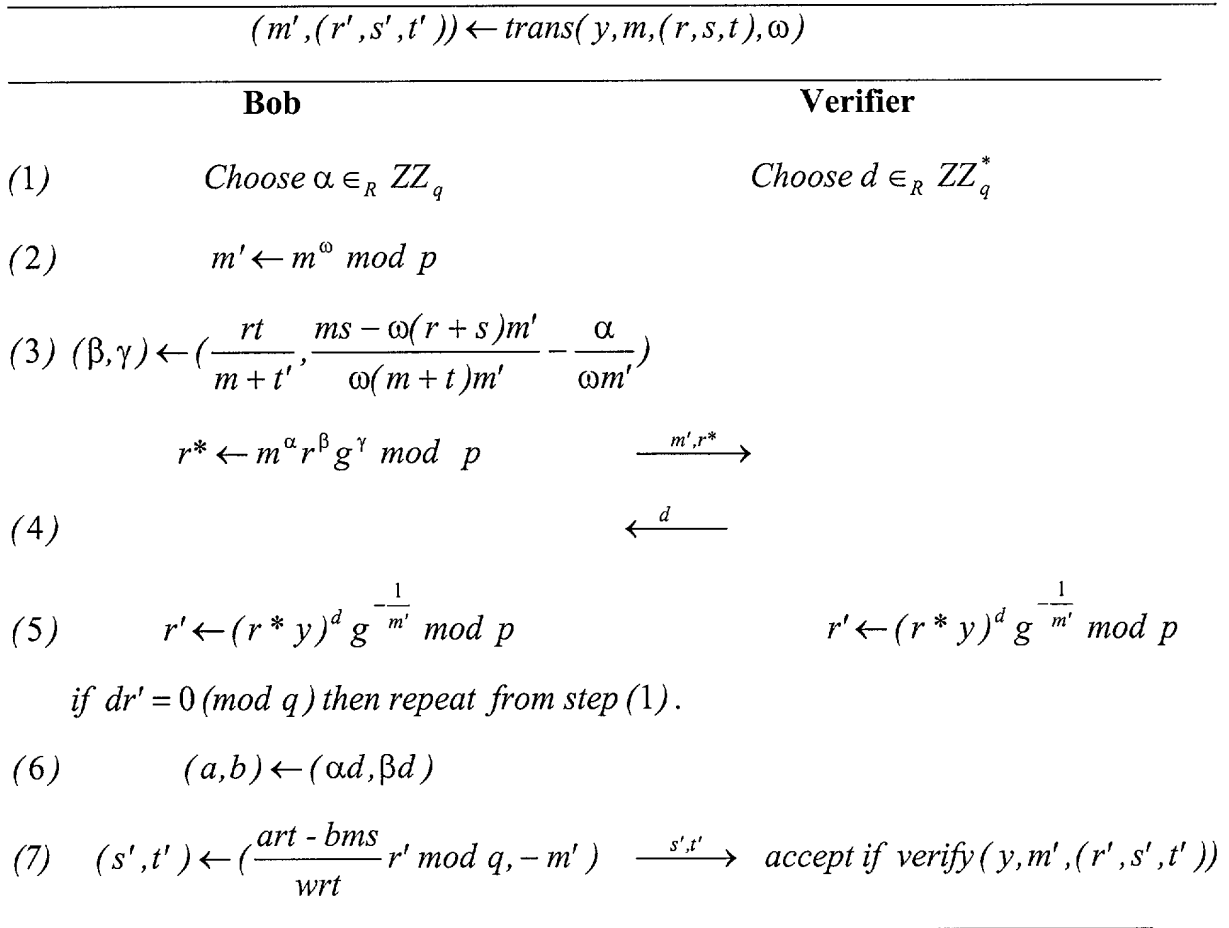 (m',(r',s',t')) ← trans(y,m,(r,s,t),ω)
Bob Verifier
(1) Choose α ∈_R ZZ_q Choose d ∈_R ZZ_q^*
(2) m' ← m^ω mod p
(3) (β,γ) ← ( rt / (m + t') , (ms − ω(r + s)m') / (ω(m + t)m') − α / (ωm') )
r* ← m^α r^β g^γ mod p m',r* →
(4) ← d
(5) r' ← (r * y)^d g^(−1/m') mod p r' ← (r * y)^d g^(−1/m') mod p
if dr' = 0 (mod q) then repeat from step (1).
(6) (a,b) ← (αd,βd)
(7) (s',t') ← ( (art - bms) / wrt r' mod q, − m' ) s',t' → accept if verify(y,m',(r',s',t'))